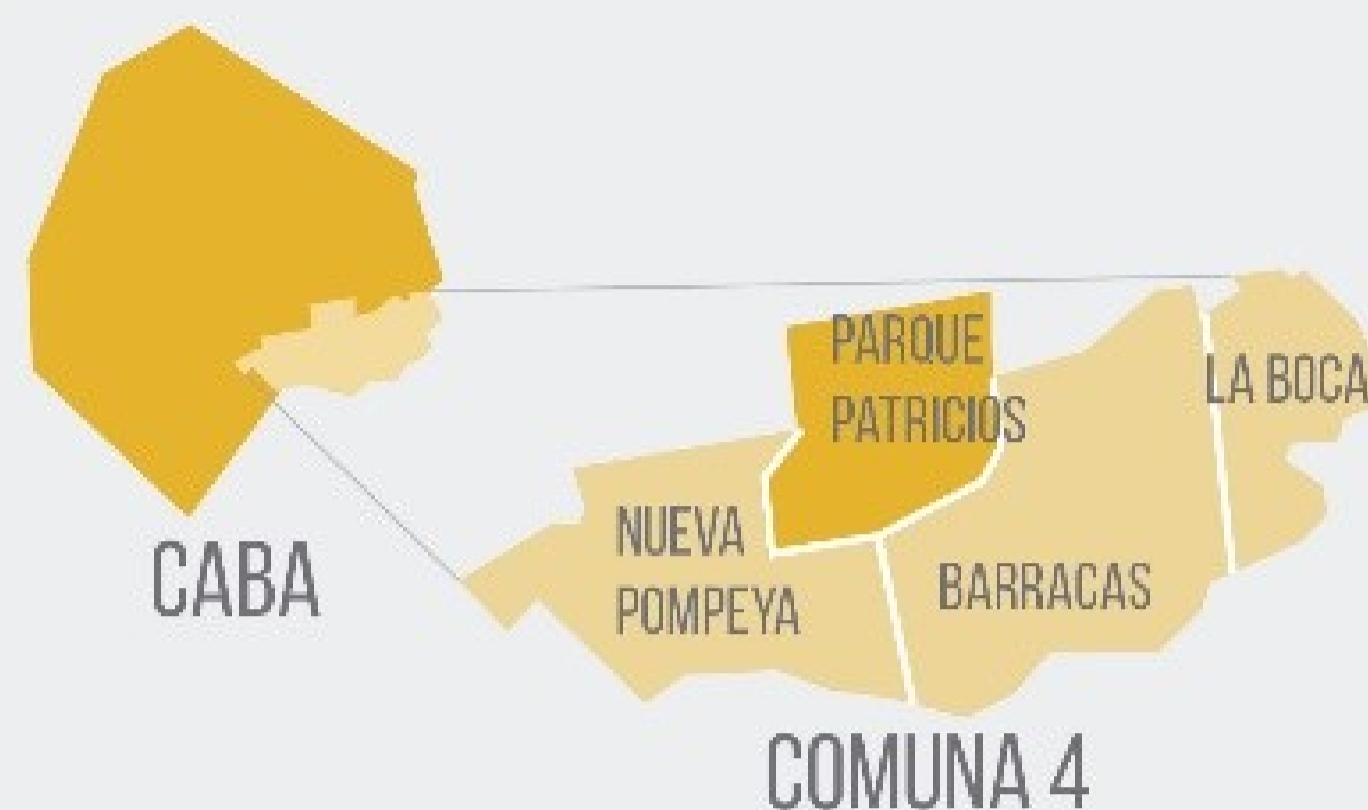 PARQUE
PATRICIOS
LA BOCA
NUEVA
POMPEYA
BARRACAS
CABA
COMUNA 4